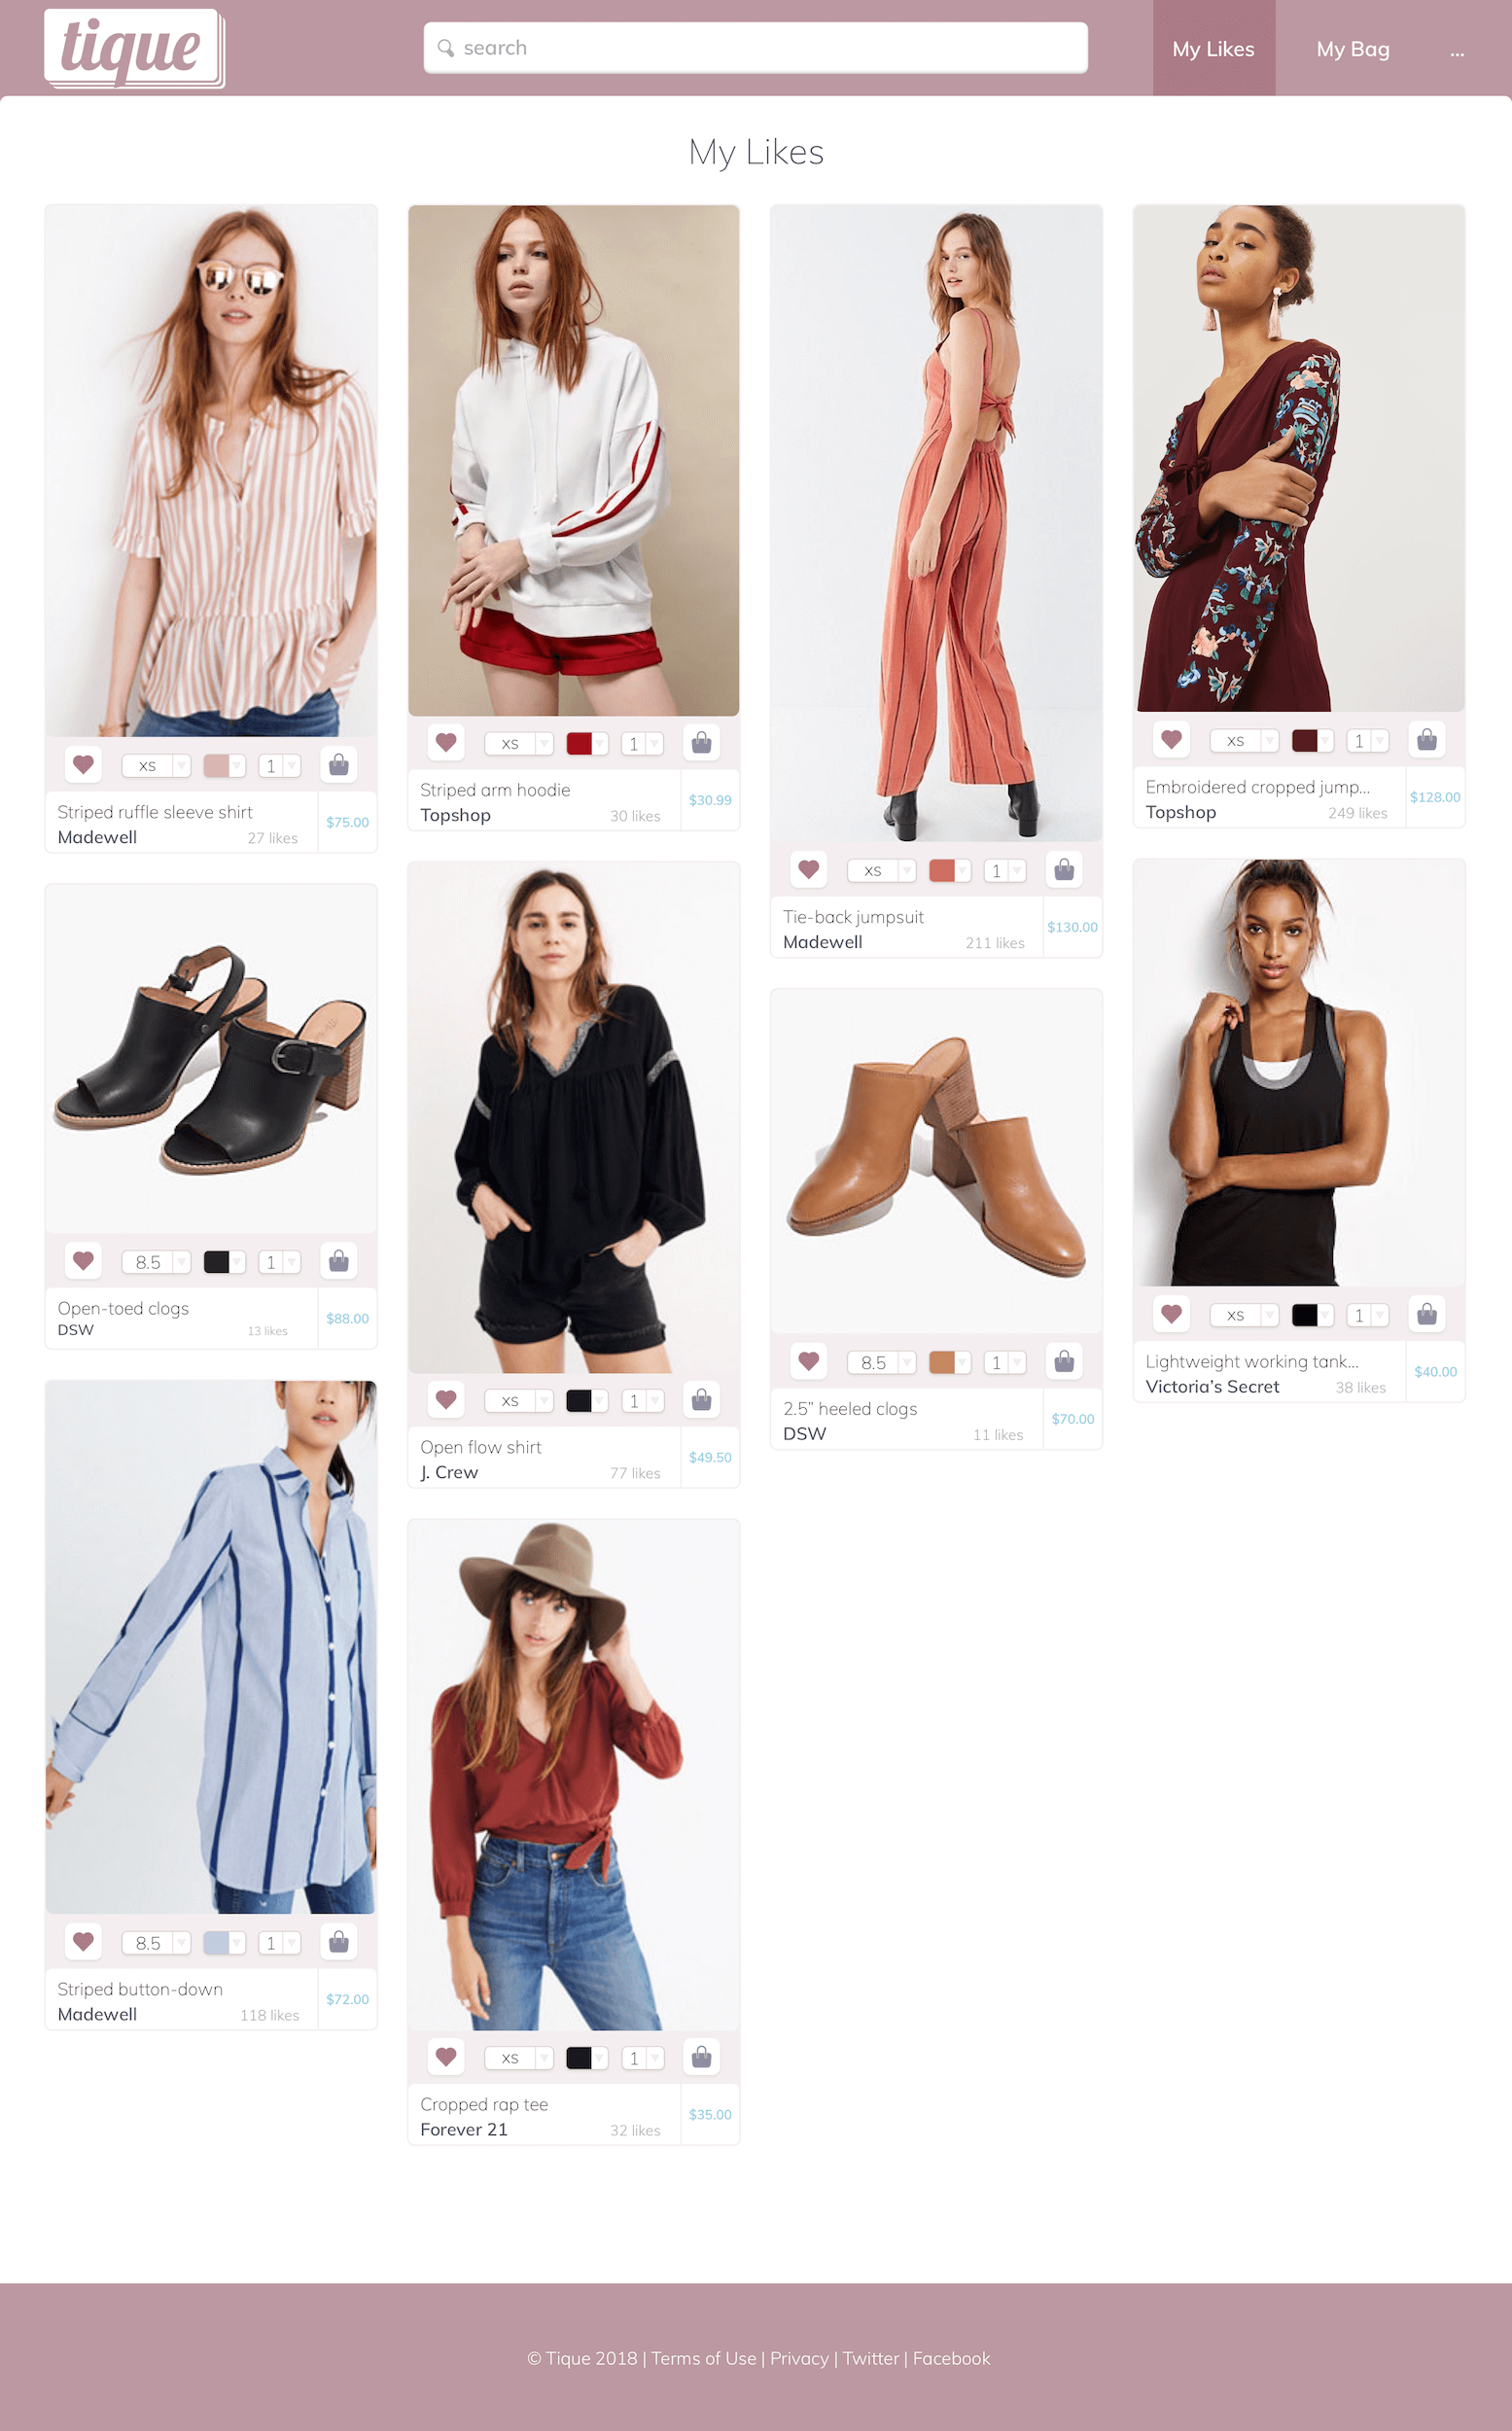 tique
search
My Likes
My Bag
...
My Likes
xs
1
Striped ruffle sleeve shirt
Madewell
27 likes
$75.00
xs
1
Striped arm hoodie
Topshop
30 likes
$30.99
xs
1
Tie-back jumpsuit
Madewell
211 likes
$130.00
xs
1
Embroidered cropped jump...
Topshop
249 likes
$128.00
8.5
1
Open-toed clogs
DSW
13 likes
$88.00
xs
1
Open flow shirt
J. Crew
77 likes
$49.50
8.5
1
2.5” heeled clogs
DSW
11 likes
$70.00
xs
1
Lightweight working tank...
Victoria’s Secret
38 likes
$40.00
8.5
1
Striped button-down
Madewell
118 likes
$72.00
xs
1
Cropped rap tee
Forever 21
32 likes
$35.00
© Tique 2018 | Terms of Use | Privacy | Twitter | Facebook